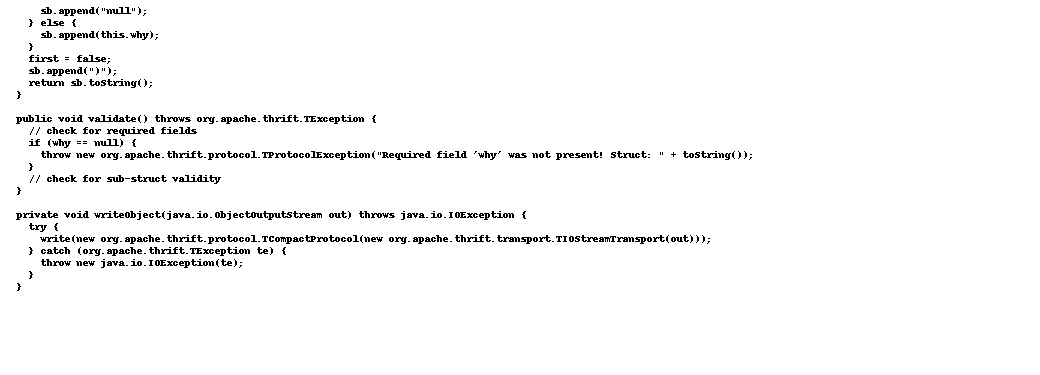 sb.append("null");
  } else {
    sb.append(this.why);
  }
  first = false;
  sb.append(")");
  return sb.toString();
}

public void validate() throws org.apache.thrift.TException {
  // check for required fields
  if (why == null) {
    throw new org.apache.thrift.protocol.TProtocolException("Required field 'why' was not present! Struct: " + toString());
  }
  // check for sub-struct validity
}

private void writeObject(java.io.ObjectOutputStream out) throws java.io.IOException {
  try {
    write(new org.apache.thrift.protocol.TCompactProtocol(new org.apache.thrift.transport.TIOStreamTransport(out)));
  } catch (org.apache.thrift.TException te) {
    throw new java.io.IOException(te);
  }
}